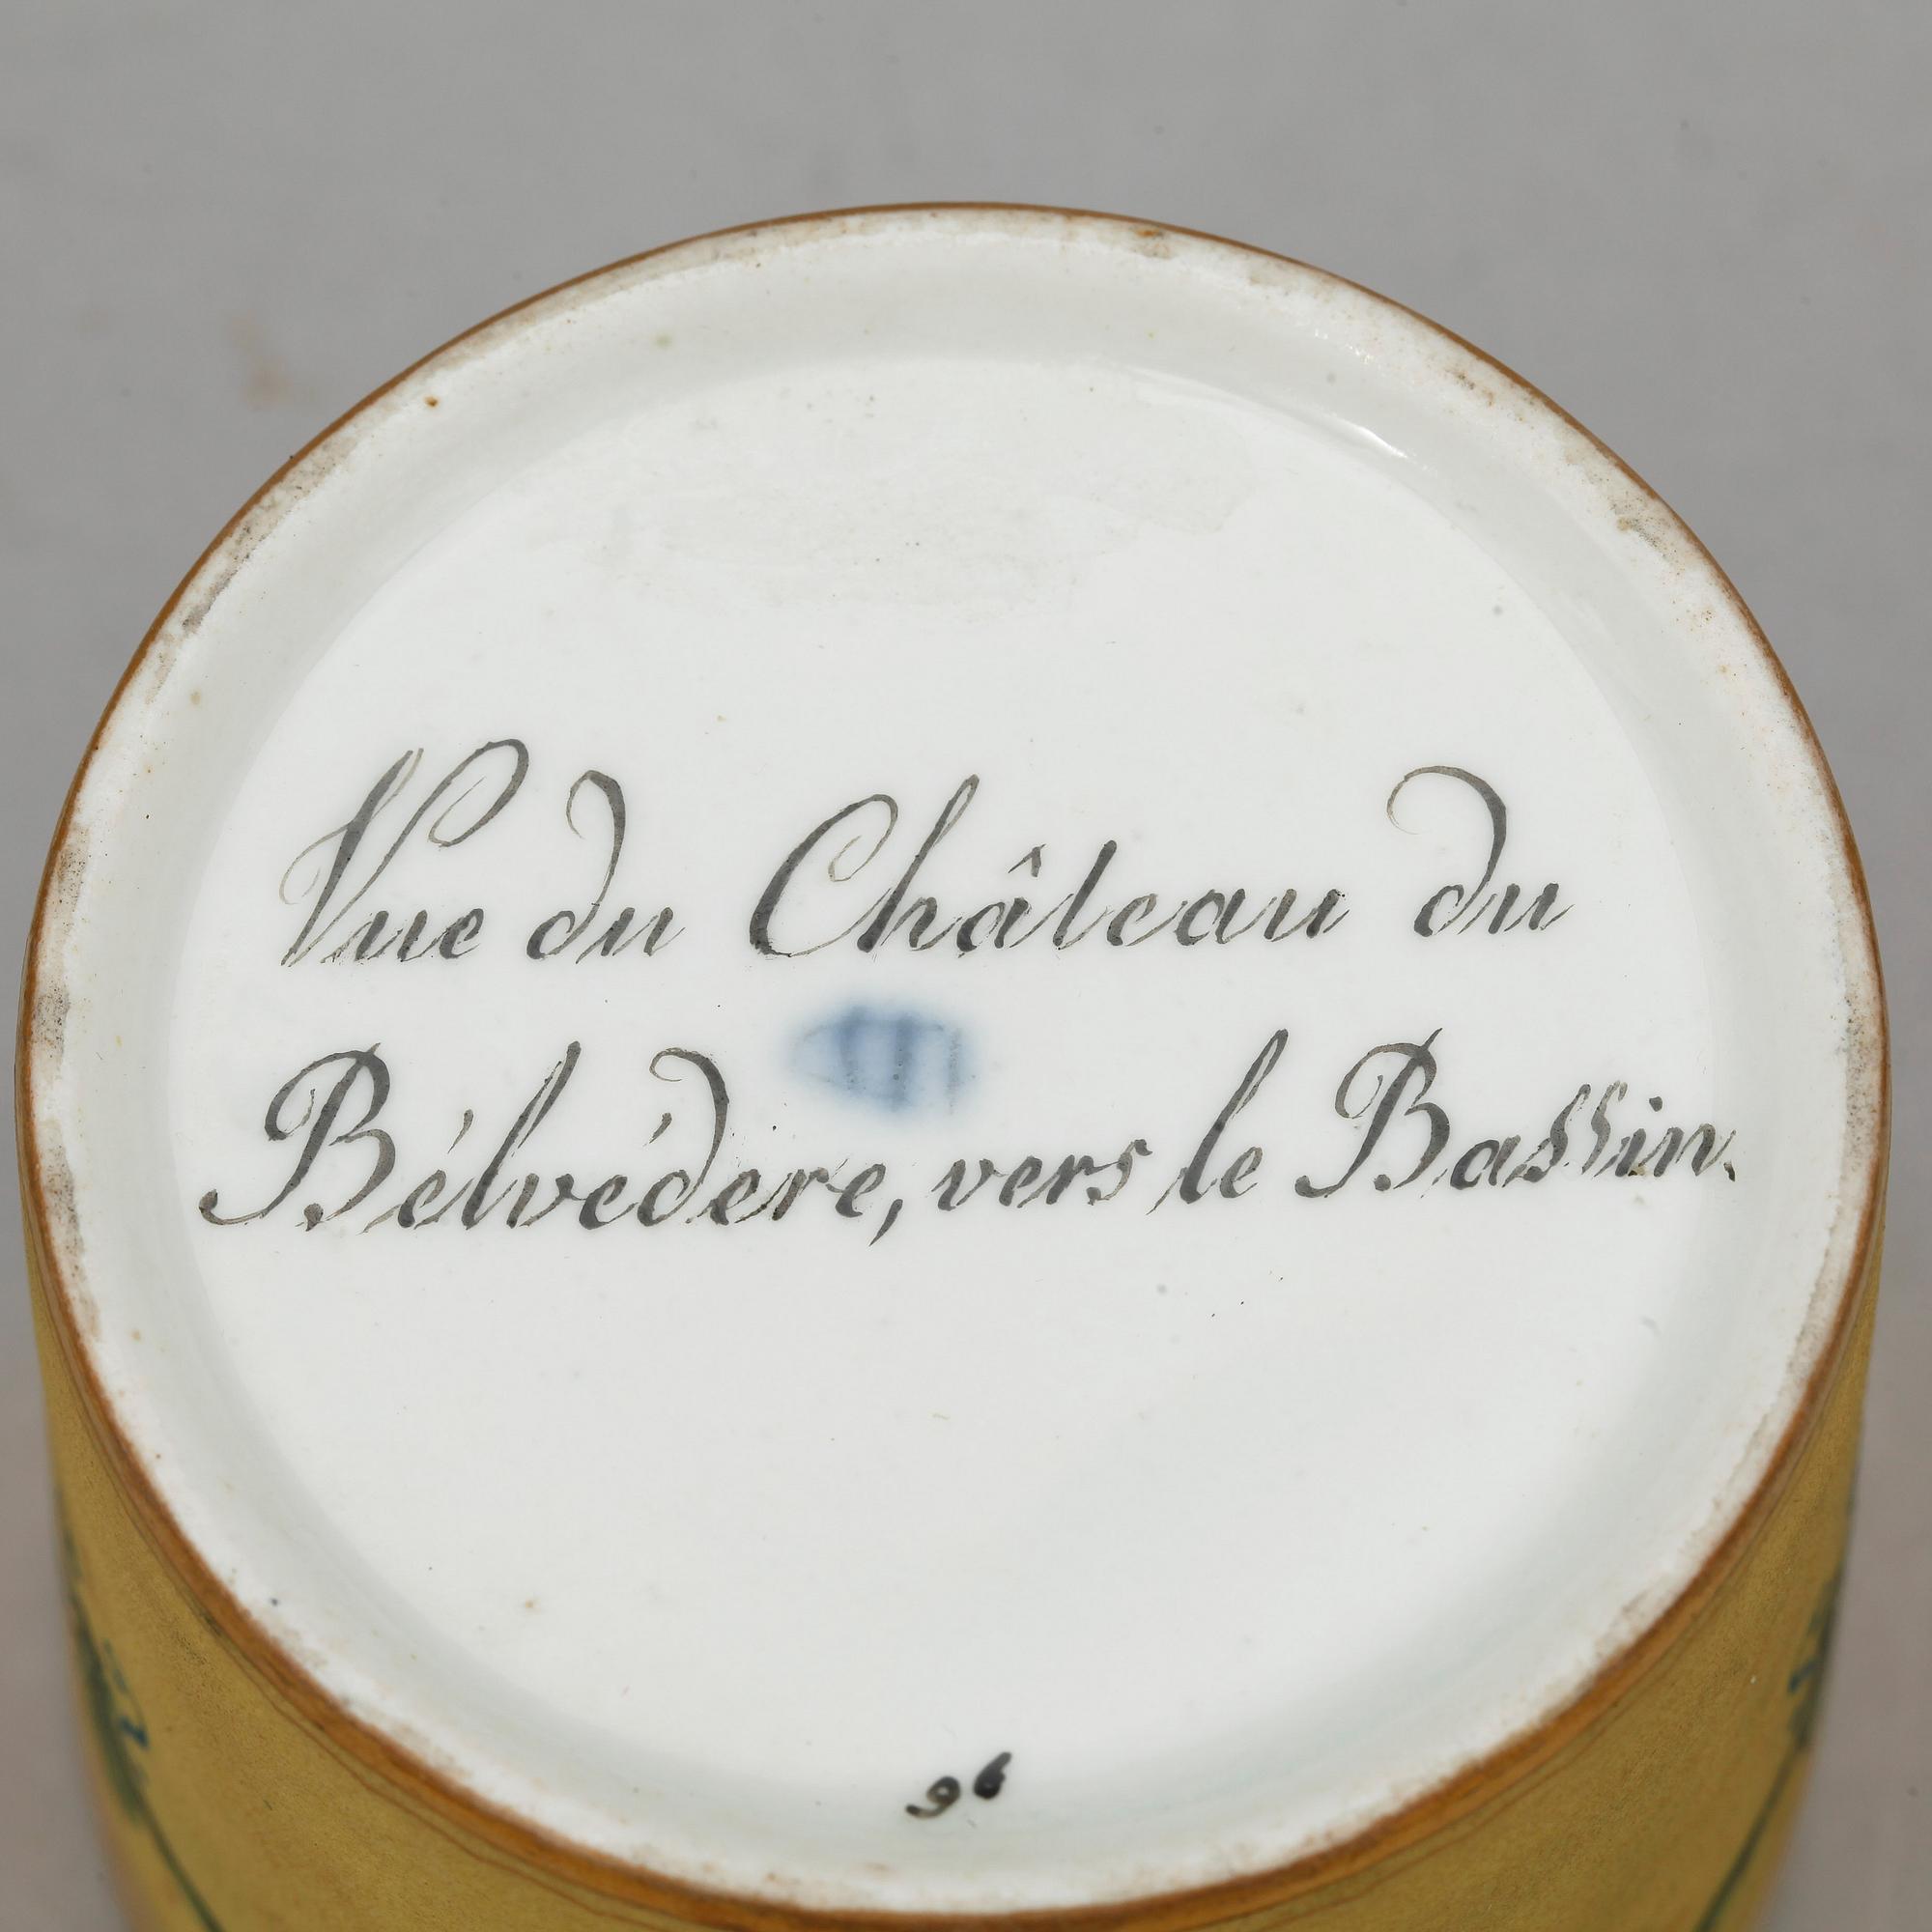 Vue du Château du
Bélvédere, vers le Bassin.
96